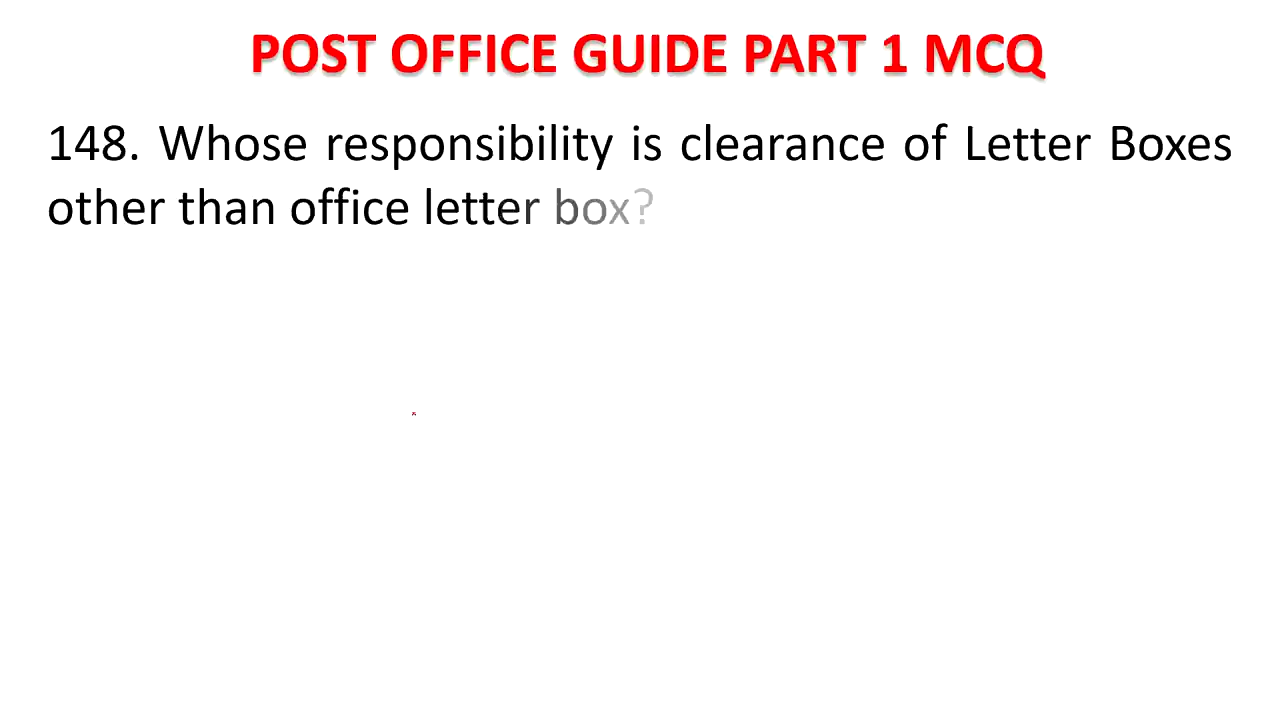 POST OFFICE GUIDE PART 1 MCQ
148. Whose responsibility is clearance of Letter Boxes
other than office letter box?